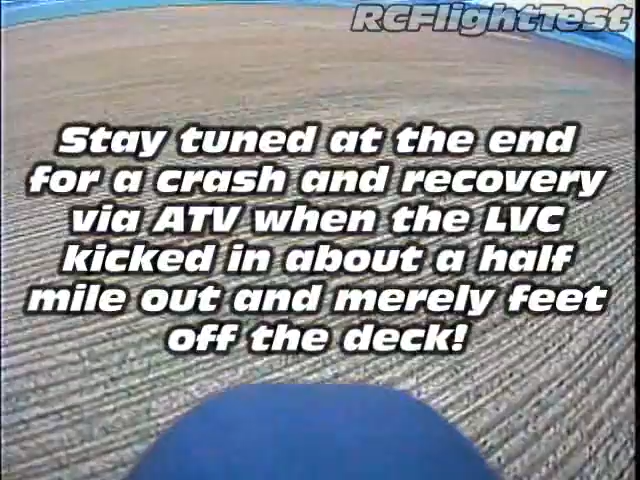 RCFlightTest
Stay tuned at the end
for a crash and recovery
via ATV when the LVC
kicked in about a half
mile out and merely feet
off the deck!